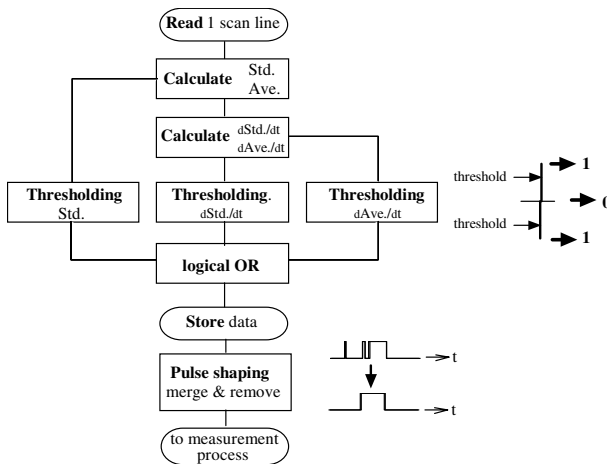 Read 1 scan line
Calculate Std.
Ave.
Calculate dStd./dt
dAve./dt
Thresholding
Std.
Thresholding.
dStd./dt
Thresholding
dAve./dt
threshold
1
0
threshold
1
logical OR
Store data
Pulse shaping
merge & remove
t
t
to measurement
process